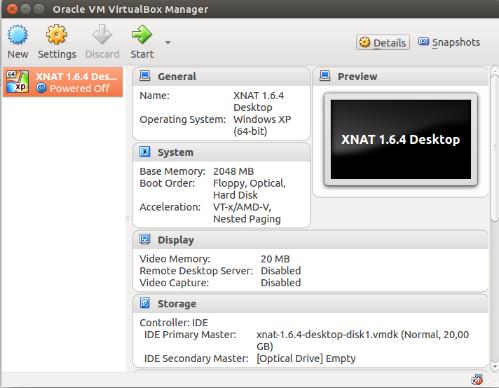 Oracle VM VirtualBox Manager
New Settings Discard Start
Details Snapshots
64
xp
XNAT 1.6.4 Des...
Powered Off
General
Name: XNAT 1.6.4
Desktop
Operating System: Windows XP
(64-bit)
Preview
XNAT 1.6.4 Desktop
System
Base Memory: 2048 MB
Boot Order: Floppy, Optical,
Hard Disk
Acceleration: VT-x/AMD-V,
Nested Paging
Display
Video Memory: 20 MB
Remote Desktop Server: Disabled
Video Capture: Disabled
Storage
Controller: IDE
IDE Primary Master: xnat-1.6.4-desktop-disk1.vmdk (Normal, 20,00
GB)
IDE Secondary Master: [Optical Drive] Empty